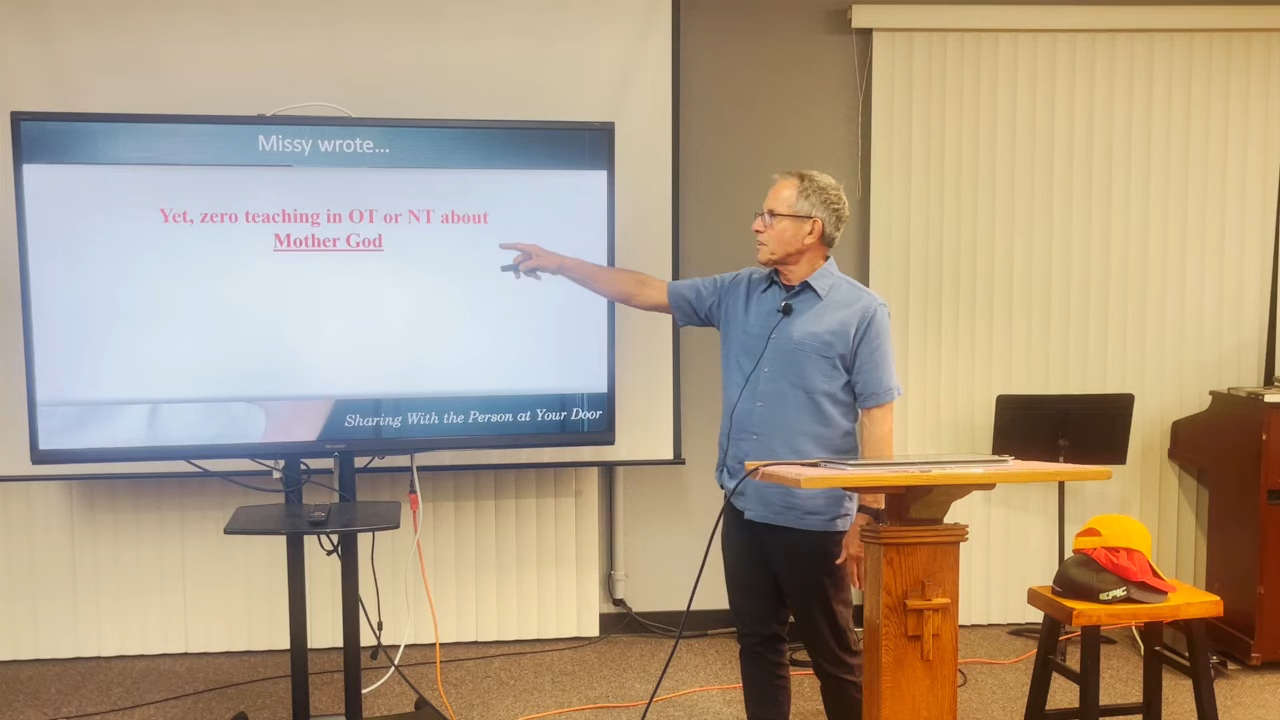 Missy wrote...
Yet, zero teaching in OT or NT about
Mother God
Sharing With the Person at Your Door
EPIC